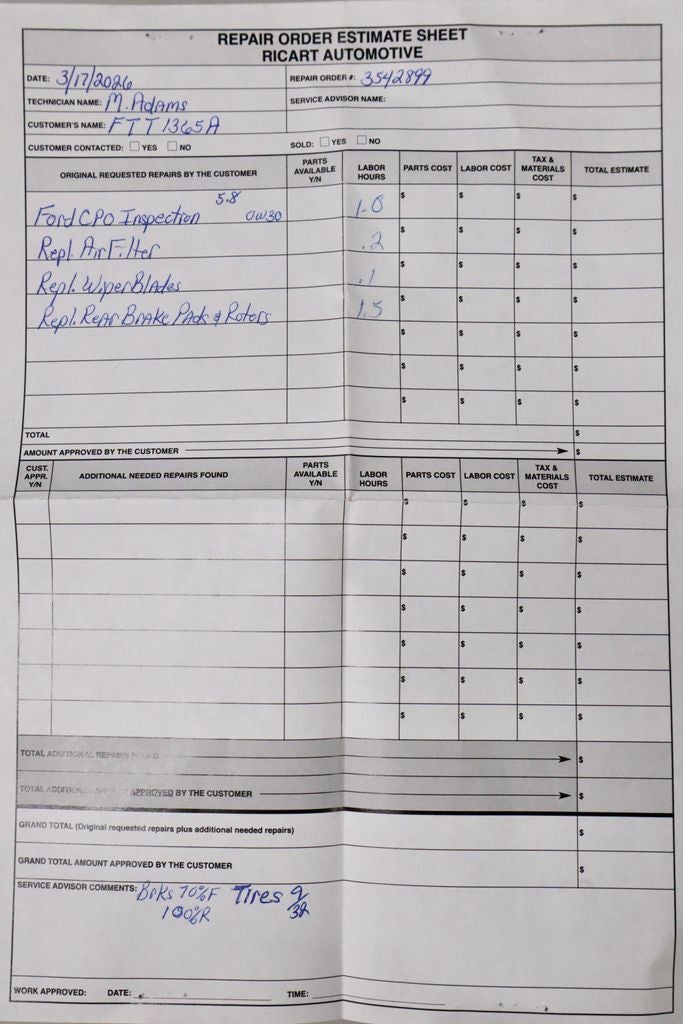 REPAIR ORDER ESTIMATE SHEET
RICART AUTOMOTIVE
DATE: 3/17/2026 REPAIR ORDER #: 3542899
TECHNICIAN NAME: M. Adams SERVICE ADVISOR NAME:
CUSTOMER'S NAME: FTT1365A
CUSTOMER CONTACTED: YES NO SOLD: YES NO
ORIGINAL REQUESTED REPAIRS BY THE CUSTOMER PARTS AVAILABLE Y/N LABOR HOURS PARTS COST LABOR COST TAX & MATERIALS COST TOTAL ESTIMATE
5.8
Ford CPO Inspection 0W30 1.0 $ $ $ $
Repl. Air Filter .2 $ $ $ $
Repl. Wiper Blades .1 $ $ $ $
Repl. Rear Brake Pads & Rotors 1.5 $ $ $ $
$ $ $ $
$ $ $ $
$ $ $ $
TOTAL $
AMOUNT APPROVED BY THE CUSTOMER $
CUST. APPR. Y/N ADDITIONAL NEEDED REPAIRS FOUND PARTS AVAILABLE Y/N LABOR HOURS PARTS COST LABOR COST TAX & MATERIALS COST TOTAL ESTIMATE
$ $ $ $
$ $ $ $
$ $ $ $
$ $ $ $
$ $ $ $
$ $ $ $
$ $ $ $
TOTAL ADDITIONAL REPAIRS FOUND $
TOTAL ADDITIONAL APPROVED BY THE CUSTOMER $
GRAND TOTAL (Original requested repairs plus additional needed repairs) $
GRAND TOTAL AMOUNT APPROVED BY THE CUSTOMER $
SERVICE ADVISOR COMMENTS: Brks 70%F Tires 9/32
100%R
WORK APPROVED: DATE: TIME: